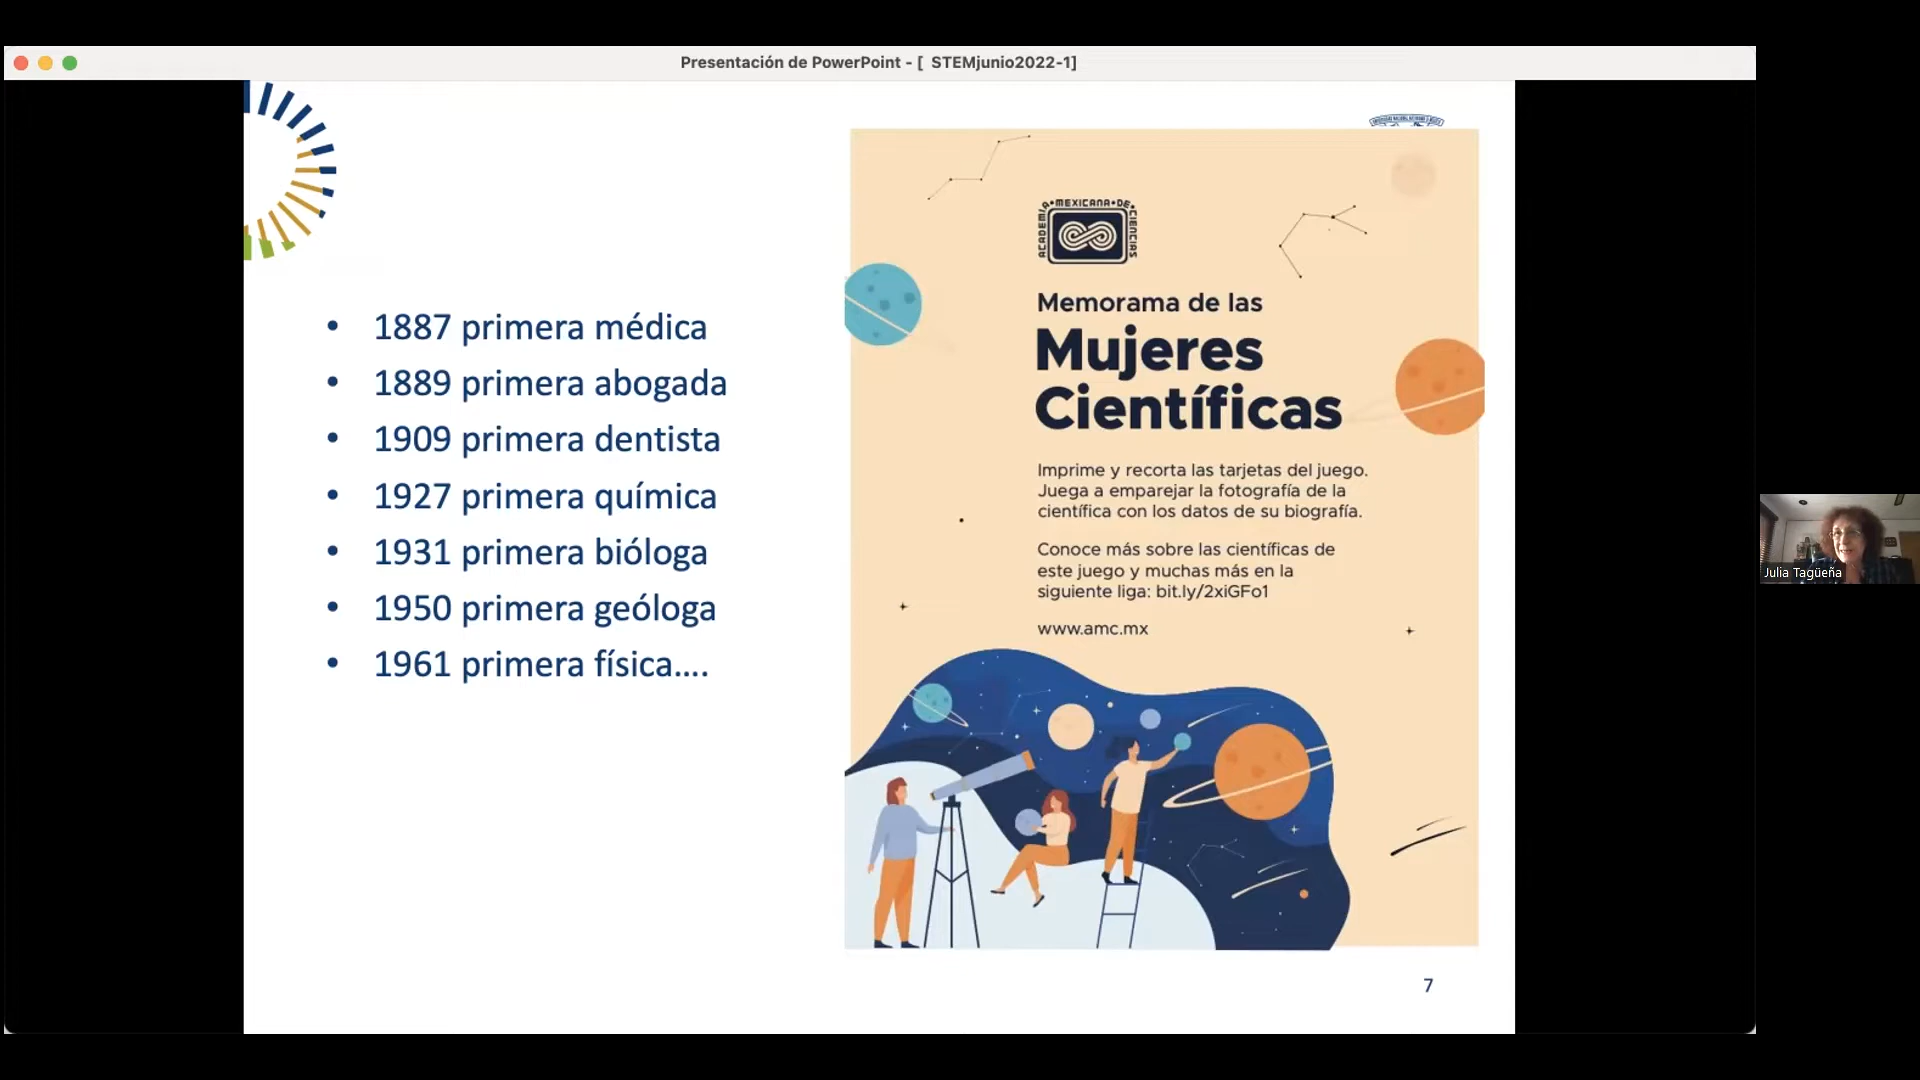 Presentación de PowerPoint - [ STEMjunio2022-1]
• 1887 primera médica
• 1889 primera abogada
• 1909 primera dentista
• 1927 primera química
• 1931 primera bióloga
• 1950 primera geóloga
• 1961 primera física....
ACADEMIA•MEXICANA•DE•CIENCIAS
Memorama de las
Mujeres
Científicas
Imprime y recorta las tarjetas del juego.
Juega a emparejar la fotografía de la
científica con los datos de su biografía.
Conoce más sobre las científicas de
este juego y muchas más en la
siguiente liga: bit.ly/2xiGFo1
www.amc.mx
7
Julia Tagüeña